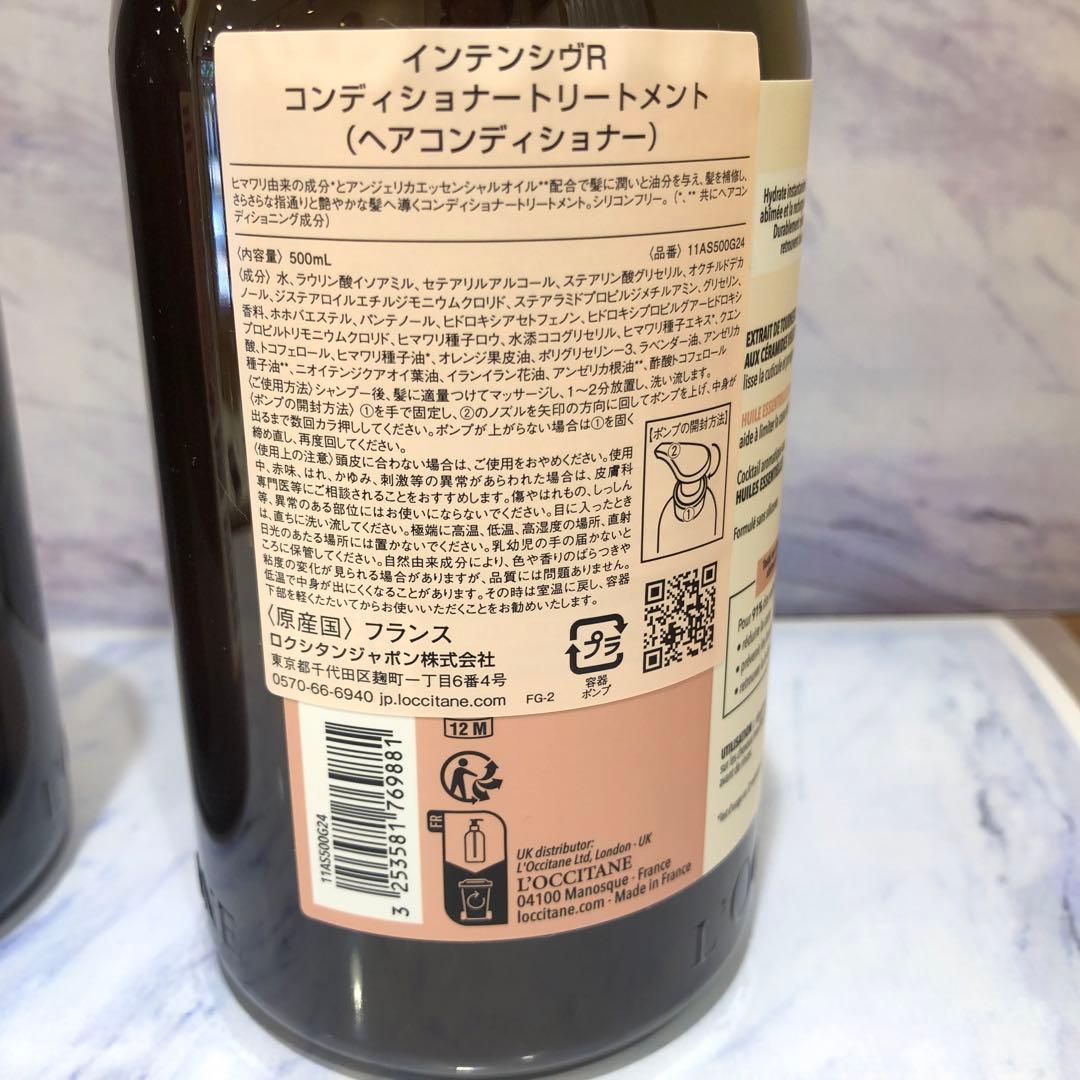 インテンシヴR
コンディショナートリートメント
（ヘアコンディショナー）
ヒマワリ由来の成分*とアンジェリカエッセンシャルオイル**配合で髪に潤いと油分を与え、髪を補修し、
さらさらな指通りと艶やかな髪へ導くコンディショナートリートメント。シリコンフリー。（*、** 共にヘアコン
ディショニング成分）
〈内容量〉 500mL
〈品番〉 11AS500G24
〈成分〉 水、ラウリン酸イソアミル、セテアリルアルコール、ステアリン酸グリセリル、オクチルドデカ
ノール、ジステアロイルエチルジモニウムクロリド、ステアラミドプロピルジメチルアミン、グリセリン、
香料、ホホバエステル、パンテノール、ヒドロキシアセトフェノン、ヒドロキシプロピルグアーヒドロキシ
プロピルトリモニウムクロリド、ヒマワリ種子ロウ、水添ココグリセリル、ヒマワリ種子エキス*、クエン
酸、トコフェロール、ヒマワリ種子油*、オレンジ果皮油、ポリグリセリン-3、ラベンダー油、アンゼリカ
種子油**、ニオイテンジクアオイ葉油、イランイラン花油、アンゼリカ根油**、酢酸トコフェロール
〈ご使用方法〉シャンプー後、髪に適量つけてマッサージし、1～2分放置し、洗い流します。
〈ポンプの開封方法〉 ①を手で固定し、②のノズルを矢印の方向に回してポンプを上げ、中身が
出るまで数回カラ押ししてください。ポンプが上がらない場合は①を固く
締め直し、再度回してください。
〈使用上の注意〉頭皮に合わない場合は、ご使用をおやめください。使用
中、赤味、はれ、かゆみ、刺激等の異常があらわれた場合は、皮膚科
専門医等にご相談されることをおすすめします。傷やはれもの、しっしん
等、異常のある部位にはお使いにならないでください。目に入ったとき
は、直ちに洗い流してください。極端に高温、低温、高湿度の場所、直射
日光のあたる場所には置かないでください。乳幼児の手の届かないと
ころに保管してください。自然由来成分により、色や香りのばらつきや
粘度の変化が見られる場合がありますが、品質には問題ありません。
低温で中身が出にくくなることがあります。その時は室温に戻し、容器
下部を軽くたたいてからお使いいただくことをお勧めいたします。
【ポンプの開封方法】
②
①
〈原産国〉 フランス
ロクシタンジャポン株式会社
東京都千代田区麹町一丁目6番4号
0570-66-6940 jp.loccitane.com
FG-2
プラ
容器
ポンプ
12 M
11AS500G24
3 253581 769881
FR
UK distributor:
L'Occitane Ltd, London - UK
L'OCCITANE
04100 Manosque - France
loccitane.com - Made in France
Hydrate
abîmée et la
Durablement
EXTRAIT DE
AUX CÉRAMIDES
lisse la cuticule et
HUILE
aide à limiter la
Cocktail
HUILES
Formulé sans
Pour 91%
UTILISATION